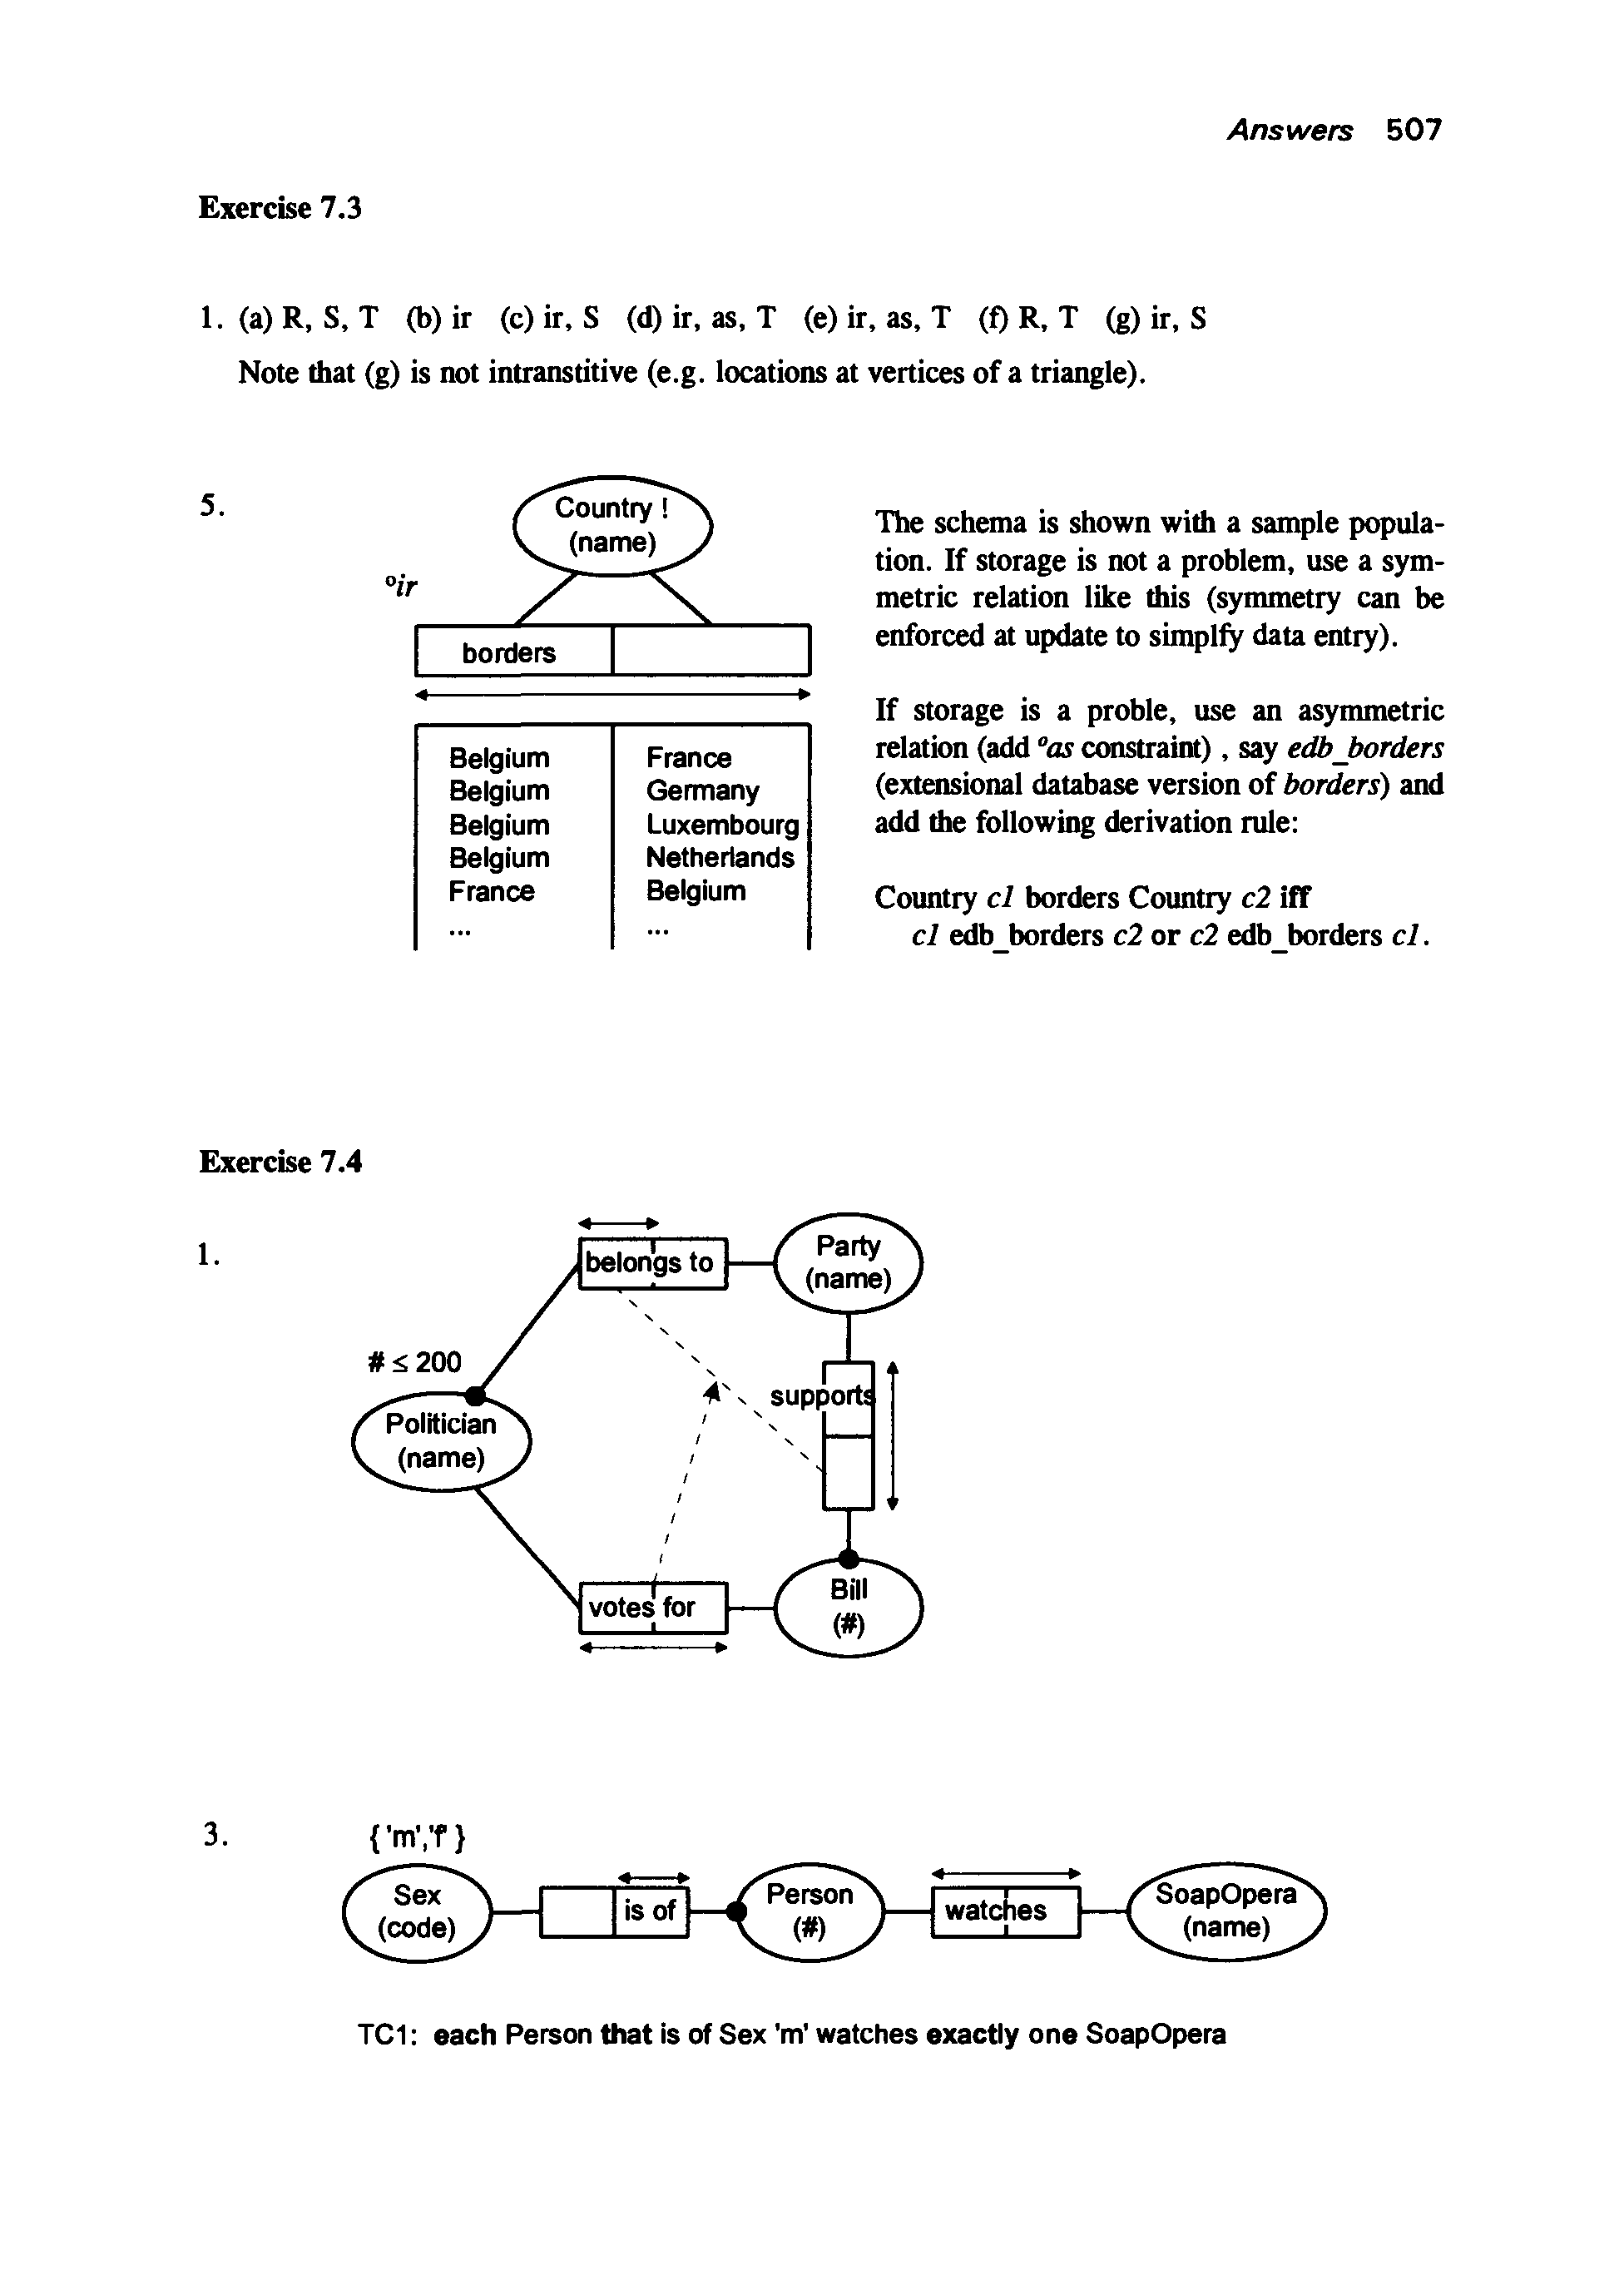 Answers 507
Exercise 7.3
1. (a) R, S, T (b) ir (c) ir, S (d) ir, as, T (e) ir, as, T (f) R, T (g) ir, S
Note that (g) is not intranstitive (e.g. locations at vertices of a triangle).
5.
Country !
(name)
°ir
borders
Belgium France
Belgium Germany
Belgium Luxembourg
Belgium Netherlands
France Belgium
... ...
The schema is shown with a sample popula-
tion. If storage is not a problem, use a sym-
metric relation like this (symmetry can be
enforced at update to simplfy data entry).
If storage is a proble, use an asymmetric
relation (add °as constraint) , say edb_borders
(extensional database version of borders) and
add the following derivation rule:
Country c1 borders Country c2 iff
c1 edb_borders c2 or c2 edb_borders c1.
Exercise 7.4
1.
belongs to
Party
(name)
# ≤ 200
supports
Politician
(name)
votes for
Bill
(#)
3.
{'m','f'}
Sex
(code)
is of
Person
(#)
watches
SoapOpera
(name)
TC1: each Person that is of Sex 'm' watches exactly one SoapOpera